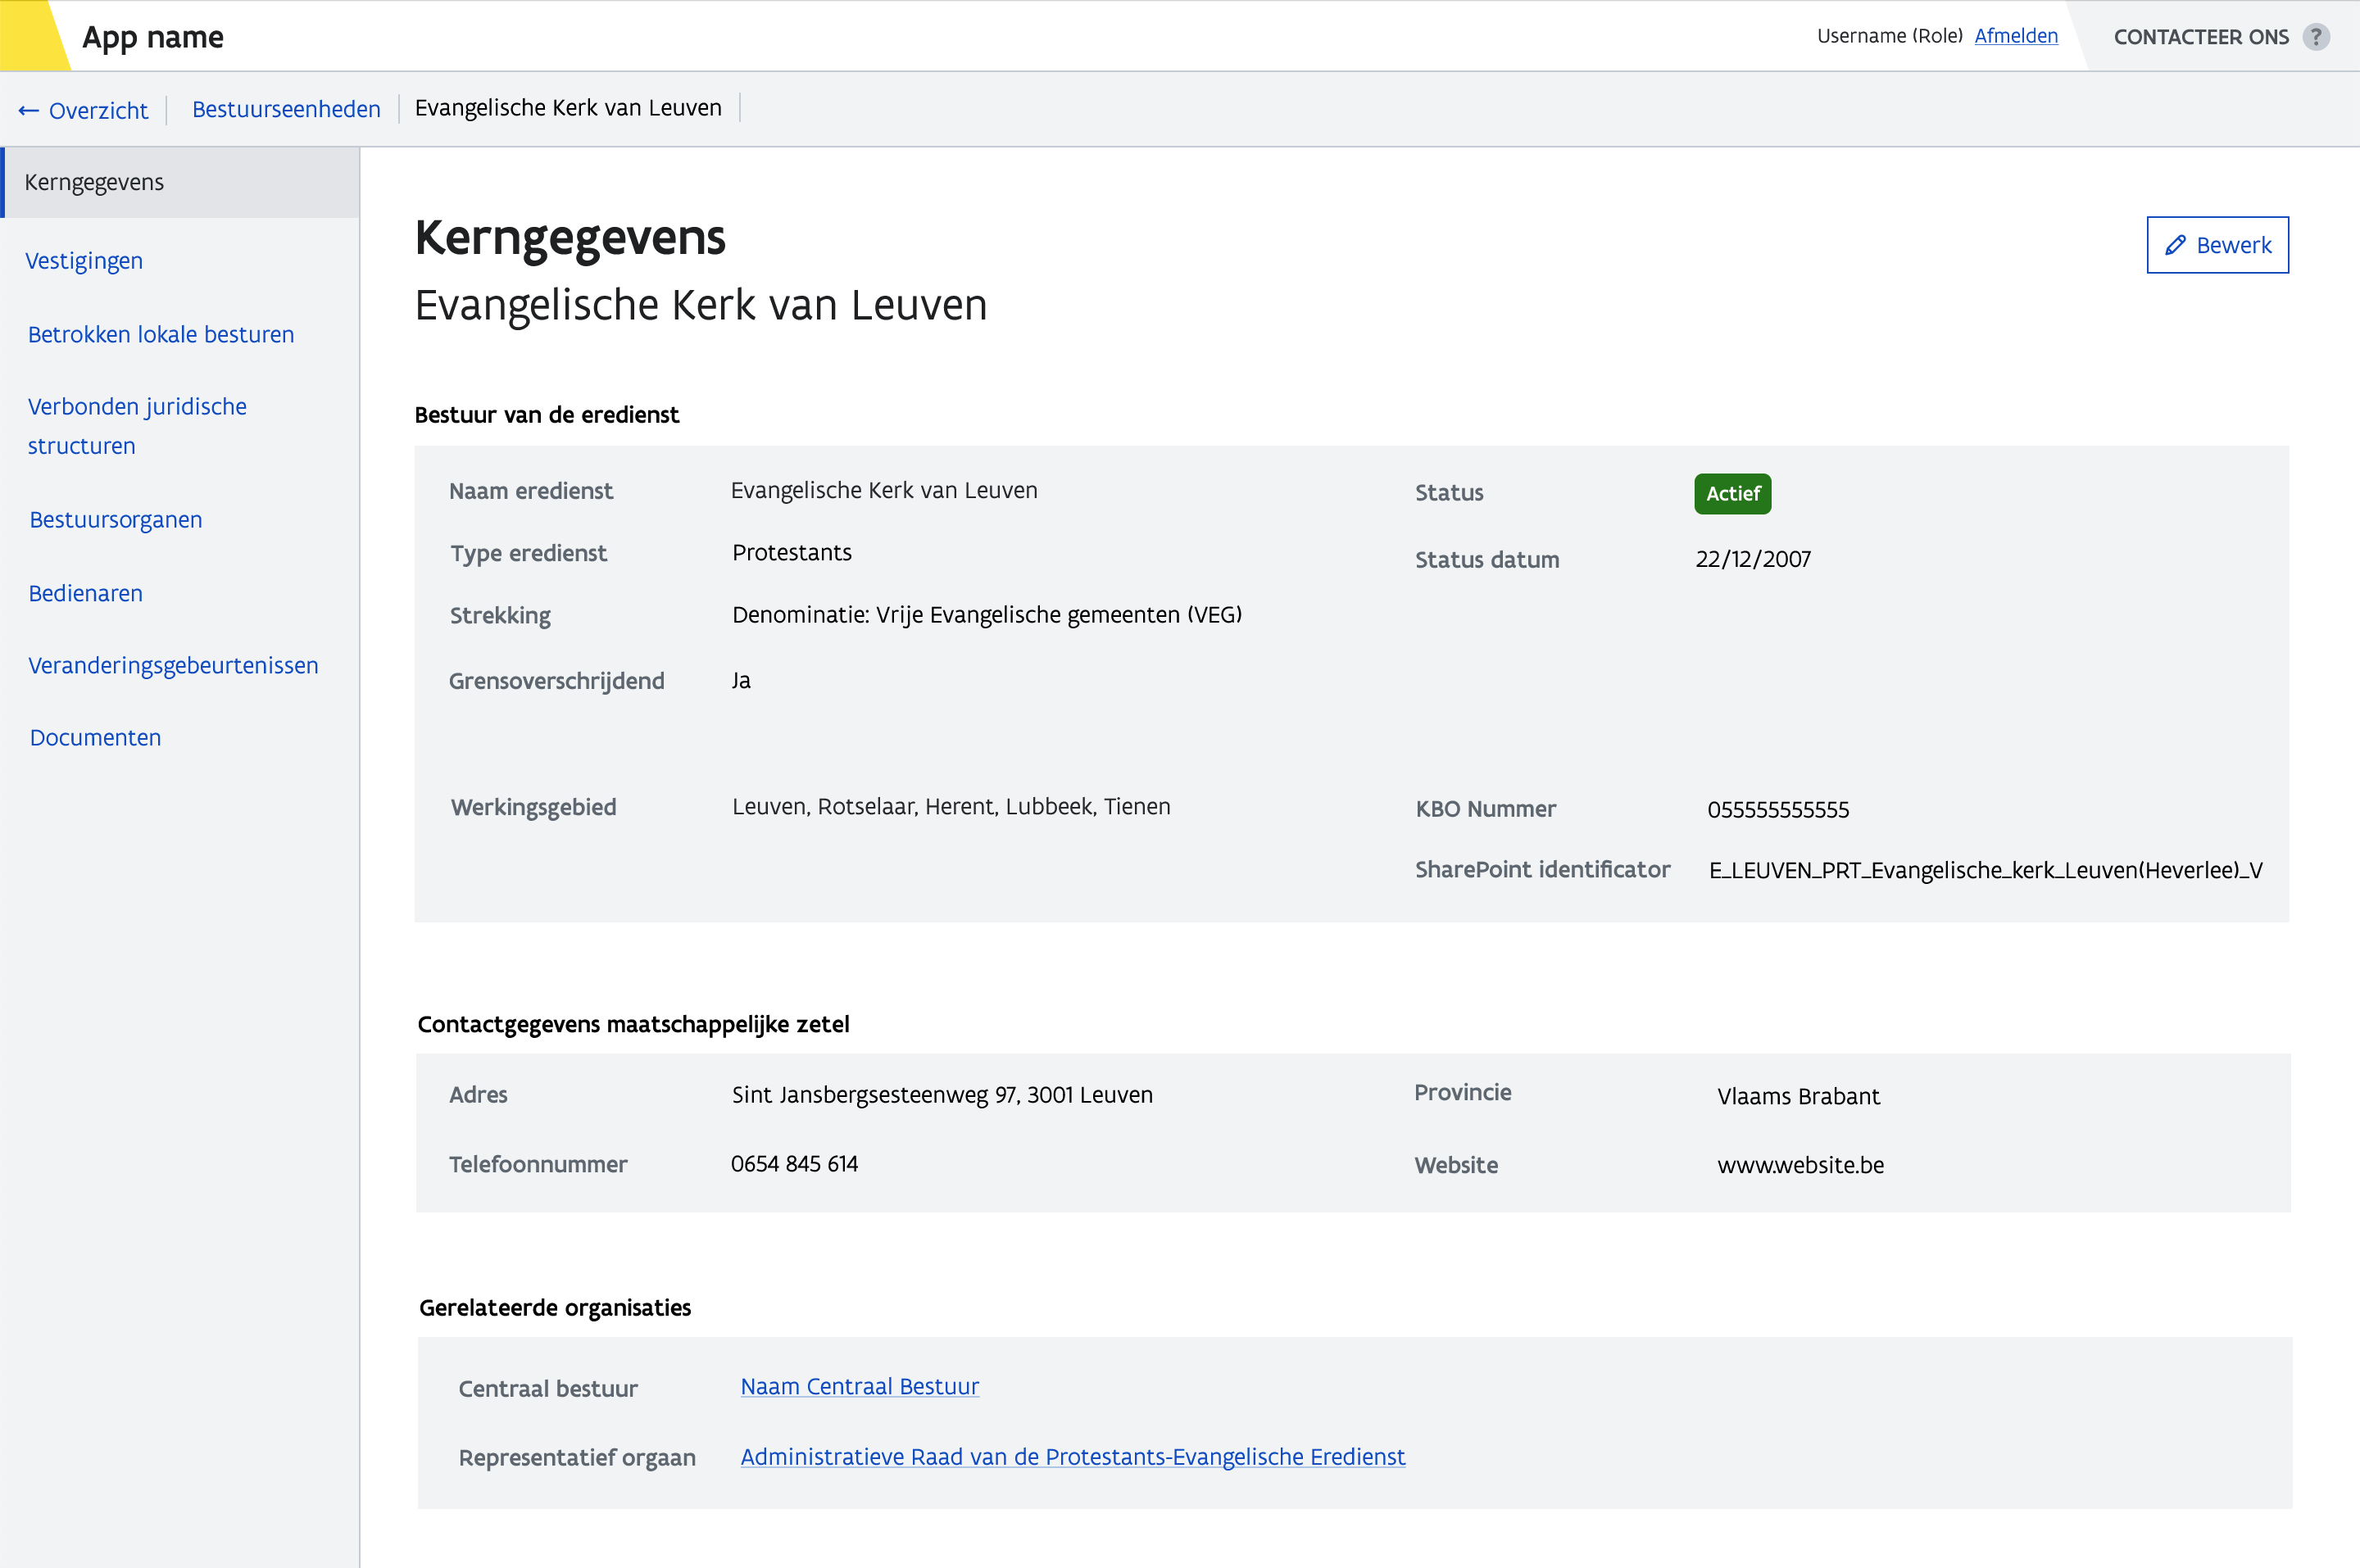 App name
Username (Role) Afmelden
CONTACTEER ONS ?
← Overzicht
Bestuurseenheden
Evangelische Kerk van Leuven
Kerngegevens
Vestigingen
Betrokken lokale besturen
Verbonden juridische
structuren
Bestuursorganen
Bedienaren
Veranderingsgebeurtenissen
Documenten
Kerngegevens
Bewerk
Evangelische Kerk van Leuven
Bestuur van de eredienst
Naam eredienst Evangelische Kerk van Leuven
Type eredienst Protestants
Strekking Denominatie: Vrije Evangelische gemeenten (VEG)
Grensoverschrijdend Ja
Werkingsgebied Leuven, Rotselaar, Herent, Lubbeek, Tienen
Status Actief
Status datum 22/12/2007
KBO Nummer 055555555555
SharePoint identificator E_LEUVEN_PRT_Evangelische_kerk_Leuven(Heverlee)_V
Contactgegevens maatschappelijke zetel
Adres Sint Jansbergsesteenweg 97, 3001 Leuven
Telefoonnummer 0654 845 614
Provincie Vlaams Brabant
Website www.website.be
Gerelateerde organisaties
Centraal bestuur Naam Centraal Bestuur
Representatief orgaan Administratieve Raad van de Protestants-Evangelische Eredienst